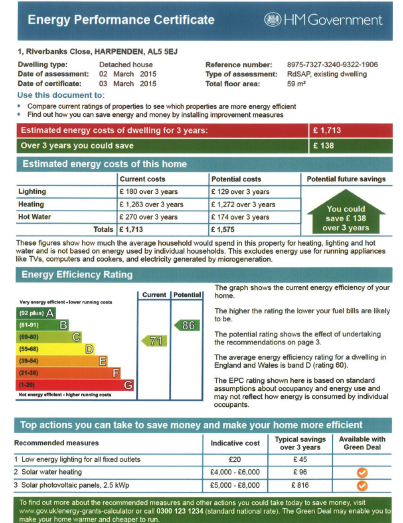 Energy Performance Certificate
HM Government
1, Riverbanks Close, HARPENDEN, AL5 5EJ
Dwelling type: Detached house
Reference number: 8975-7327-3240-9322-1906
Date of assessment: 02 March 2015
Type of assessment: RdSAP, existing dwelling
Date of certificate: 03 March 2015
Total floor area: 59 m²
Use this document to:
• Compare current ratings of properties to see which properties are more energy efficient
• Find out how you can save energy and money by installing improvement measures
Estimated energy costs of dwelling for 3 years: £ 1,713
Over 3 years you could save £ 138
Estimated energy costs of this home
Current costs Potential costs Potential future savings
Lighting £ 180 over 3 years £ 129 over 3 years
Heating £ 1,263 over 3 years £ 1,272 over 3 years
Hot Water £ 270 over 3 years £ 174 over 3 years
Totals £ 1,713 £ 1,575
You could
save £ 138
over 3 years
These figures show how much the average household would spend in this property for heating, lighting and hot
water and is not based on energy used by individual households. This excludes energy use for running appliances
like TVs, computers and cookers, and electricity generated by microgeneration.
Energy Efficiency Rating
Current Potential
Very energy efficient - lower running costs
(92 plus) A
(81-91) B
(69-80) C
(55-68) D
(39-54) E
(21-38) F
(1-20) G
Not energy efficient - higher running costs
71
86
The graph shows the current energy efficiency of your
home.
The higher the rating the lower your fuel bills are likely
to be.
The potential rating shows the effect of undertaking
the recommendations on page 3.
The average energy efficiency rating for a dwelling in
England and Wales is band D (rating 60).
The EPC rating shown here is based on standard
assumptions about occupancy and energy use and
may not reflect how energy is consumed by individual
occupants.
Top actions you can take to save money and make your home more efficient
Recommended measures Indicative cost Typical savings
over 3 years
Available with
Green Deal
1 Low energy lighting for all fixed outlets £20 £ 45
2 Solar water heating £4,000 - £6,000 £ 96
3 Solar photovoltaic panels, 2.5 kWp £5,000 - £8,000 £ 816
To find out more about the recommended measures and other actions you could take today to save money, visit
www.gov.uk/energy-grants-calculator or call 0300 123 1234 (standard national rate). The Green Deal may enable you to
make your home warmer and cheaper to run.